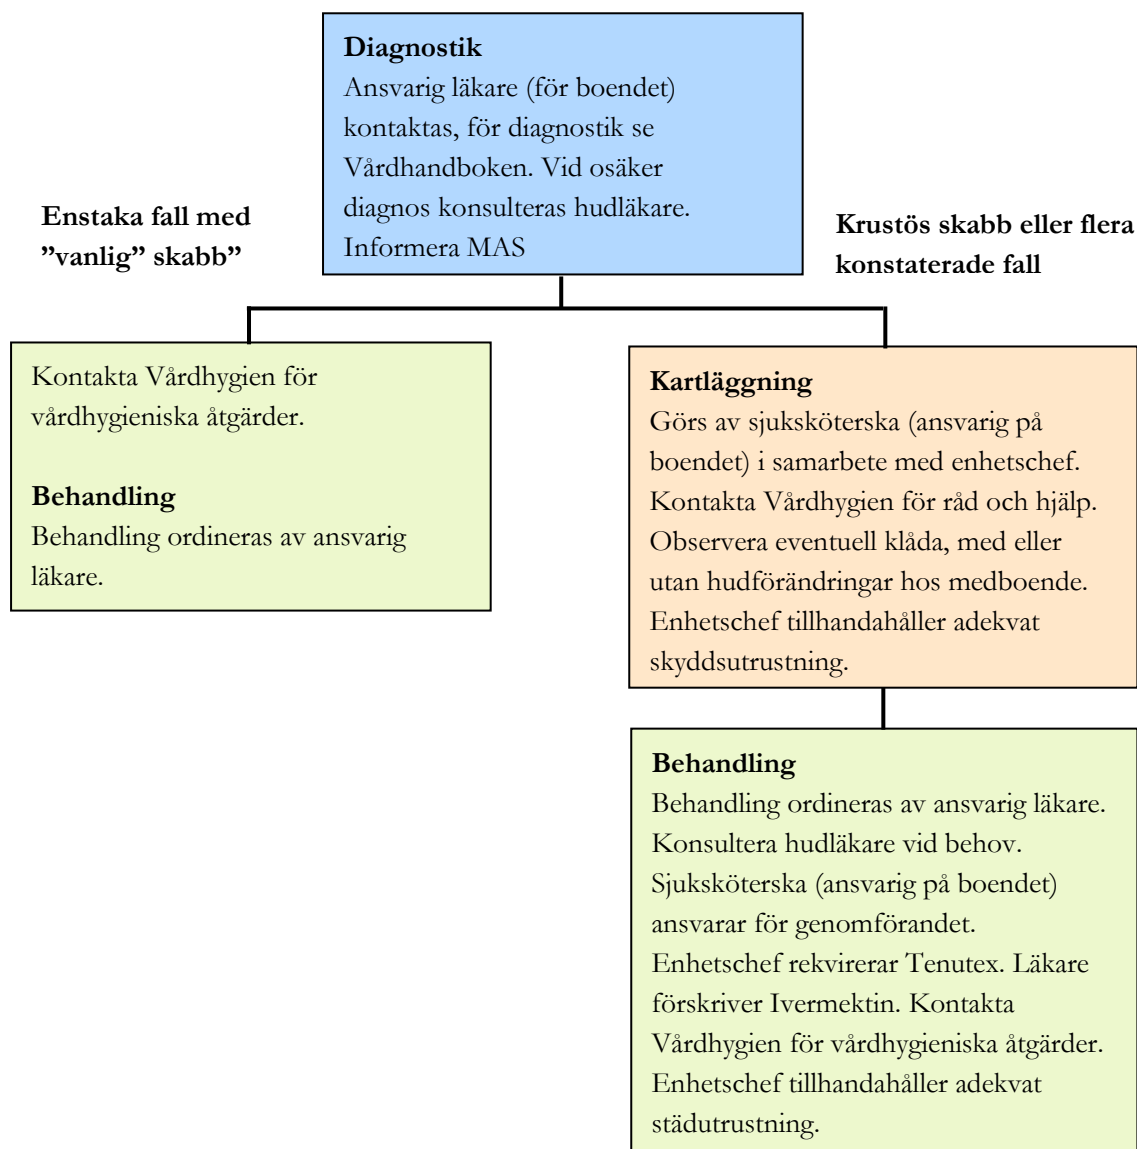 Diagnostik
Ansvarig läkare (för boendet)
kontaktas, för diagnostik se
Vårdhandboken. Vid osäker
diagnos konsulteras hudläkare.
Informera MAS
Enstaka fall med
”vanlig” skabb”
Krustös skabb eller flera
konstaterade fall
Kontakta Vårdhygien för
vårdhygieniska åtgärder.
Behandling
Behandling ordineras av ansvarig
läkare.
Kartläggning
Görs av sjuksköterska (ansvarig på
boendet) i samarbete med enhetschef.
Kontakta Vårdhygien för råd och hjälp.
Observera eventuell klåda, med eller
utan hudförändringar hos medboende.
Enhetschef tillhandahåller adekvat
skyddsutrustning.
Behandling
Behandling ordineras av ansvarig läkare.
Konsultera hudläkare vid behov.
Sjuksköterska (ansvarig på boendet)
ansvarar för genomförandet.
Enhetschef rekvirerar Tenutex. Läkare
förskriver Ivermektin. Kontakta
Vårdhygien för vårdhygieniska åtgärder.
Enhetschef tillhandahåller adekvat
städutrustning.